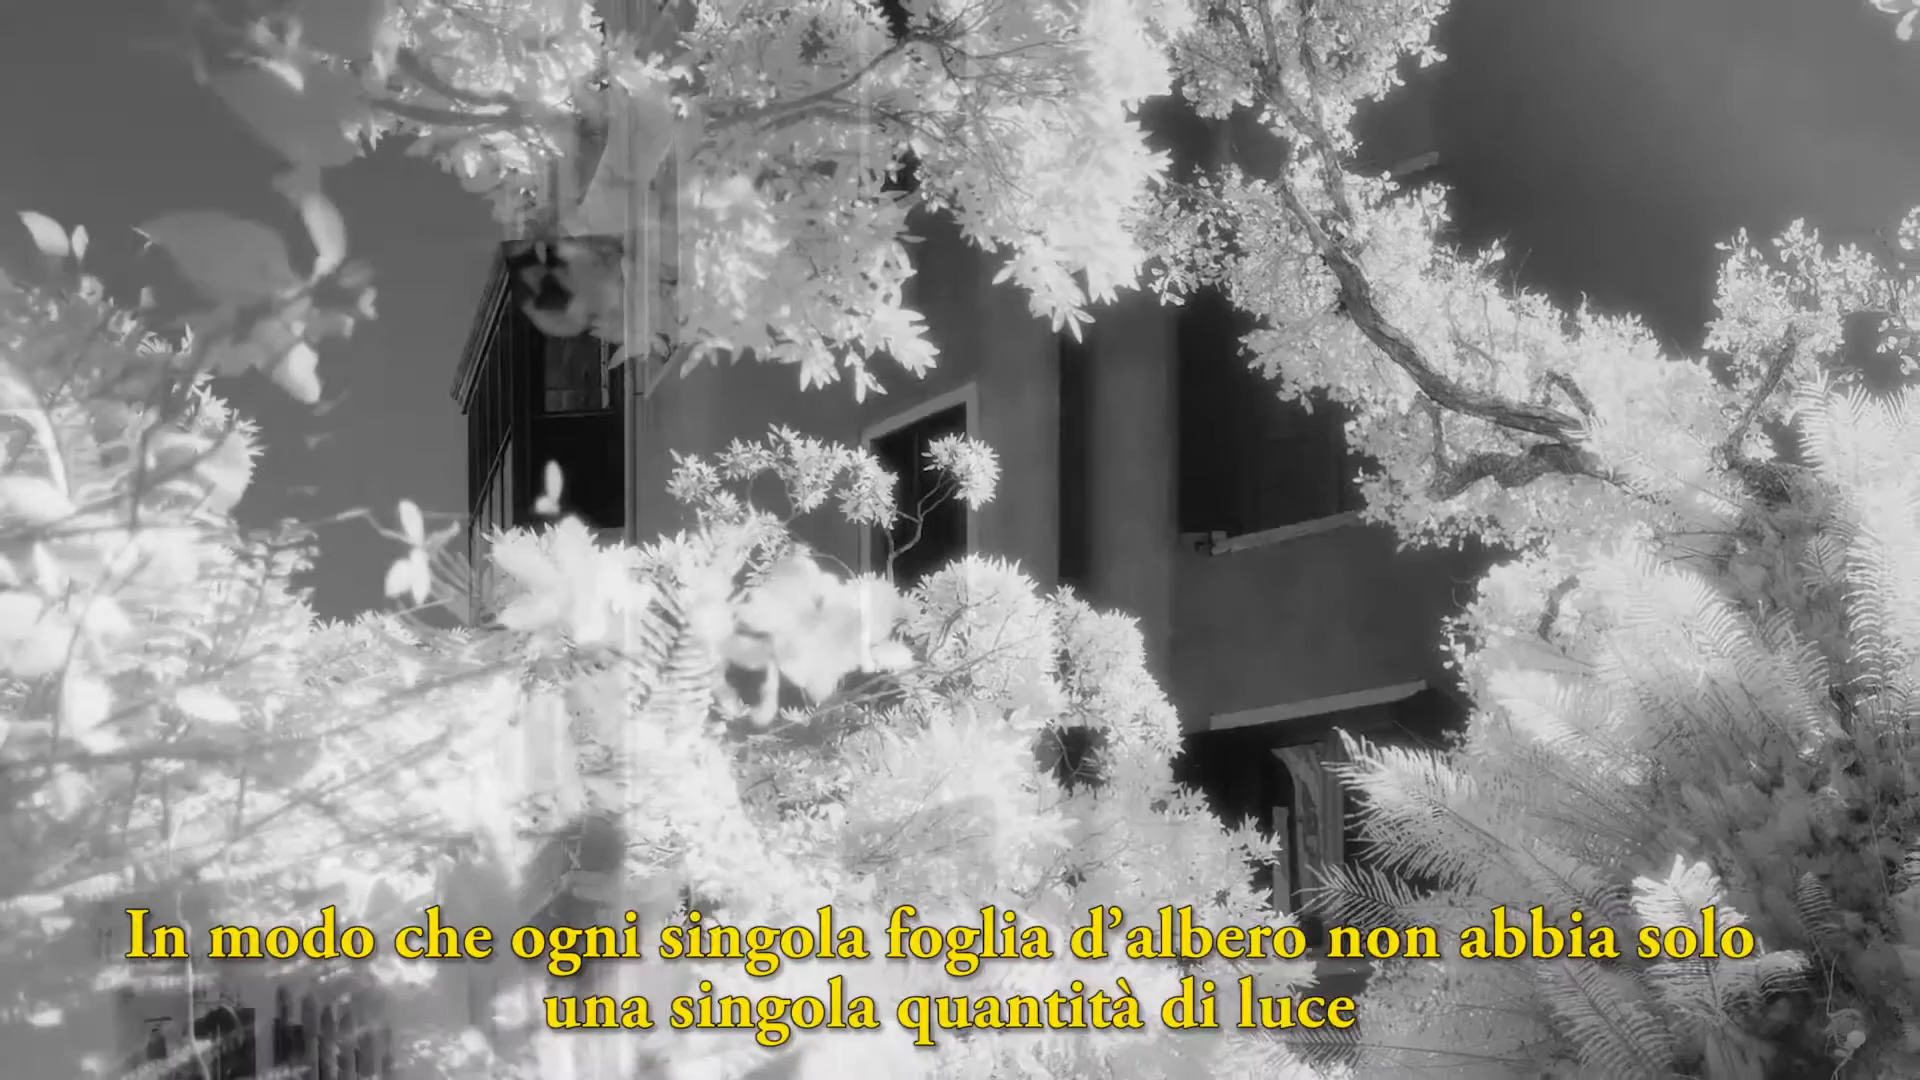 In modo che ogni singola foglia d’albero non abbia solo
una singola quantità di luce